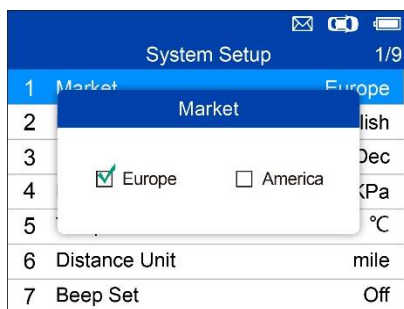 System Setup 1/9
1 Market Europe
Market
2 lish
3 Dec
Europe America
4 KPa
5 °C
6 Distance Unit mile
7 Beep Set Off